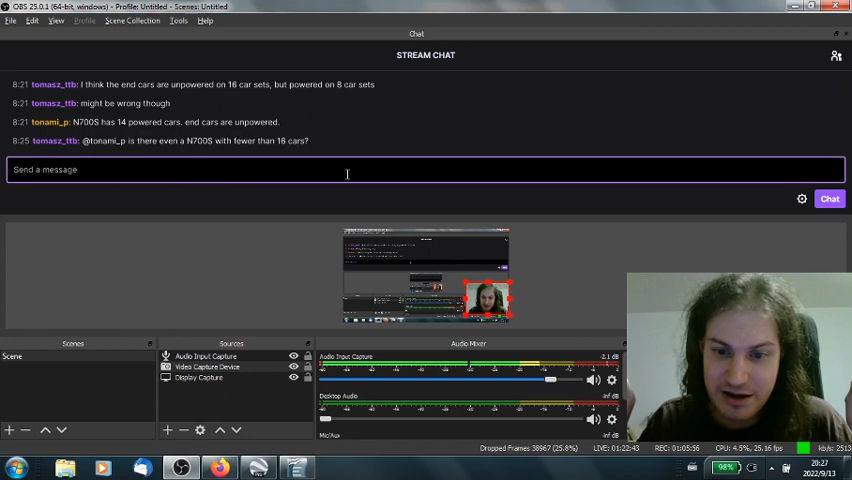 OBS 25.0.1 (64-bit, windows) - Profile: Untitled - Scenes: Untitled
File Edit View Profile Scene Collection Tools Help
Chat
STREAM CHAT
8:21 tomasz_ttb: I think the end cars are unpowered on 16 car sets, but powered on 8 car sets
8:21 tomasz_ttb: might be wrong though
8:21 tonami_p: N700S has 14 powered cars. end cars are unpowered.
8:25 tomasz_ttb: @tonami_p is there even a N700S with fewer than 16 cars?
Send a message
Chat
Scenes Sources Audio Mixer
Scene
Audio Input Capture
Video Capture Device
Display Capture
Audio Input Capture -2.1 dB
Desktop Audio -inf dB
Mic/Aux -inf dB
Dropped Frames 38967 (25.8%) LIVE: 01:22:43 REC: 01:05:56 CPU: 4.5%, 25.16 fps kb/s: 2513
98%
20:27
2022/9/13